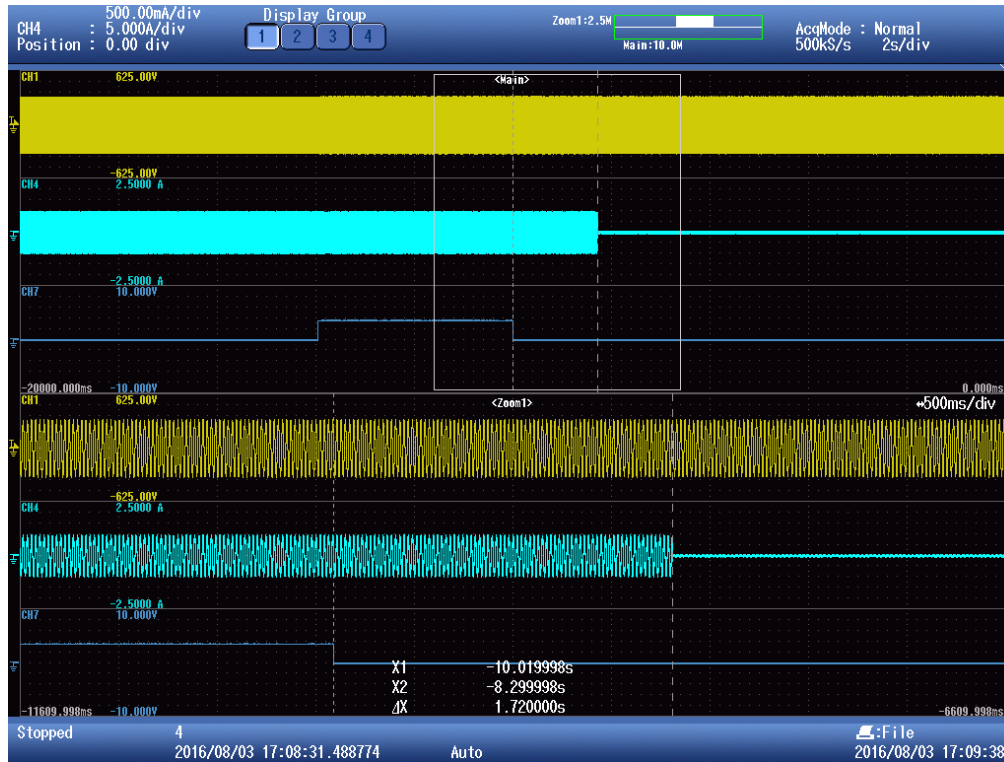 500.00mA/div
CH4 : 5.000A/div
Position : 0.00 div
Display Group
1 2 3 4
Zoom1:2.5M
Main:10.0M
AcqMode : Normal
500kS/s 2s/div
CH1 625.00V
<Main>
-625.00V
CH4 2.5000 A
-2.5000 A
CH7 10.000V
-20000.000ms -10.000V 0.000ms
CH1 625.00V <Zoom1> ↔500ms/div
-625.00V
CH4 2.5000 A
-2.5000 A
CH7 10.000V
X1 -10.019998s
X2 -8.299998s
⊿X 1.720000s
-11609.998ms -10.000V -6609.998ms
Stopped 4 :File
2016/08/03 17:08:31.488774 Auto 2016/08/03 17:09:38